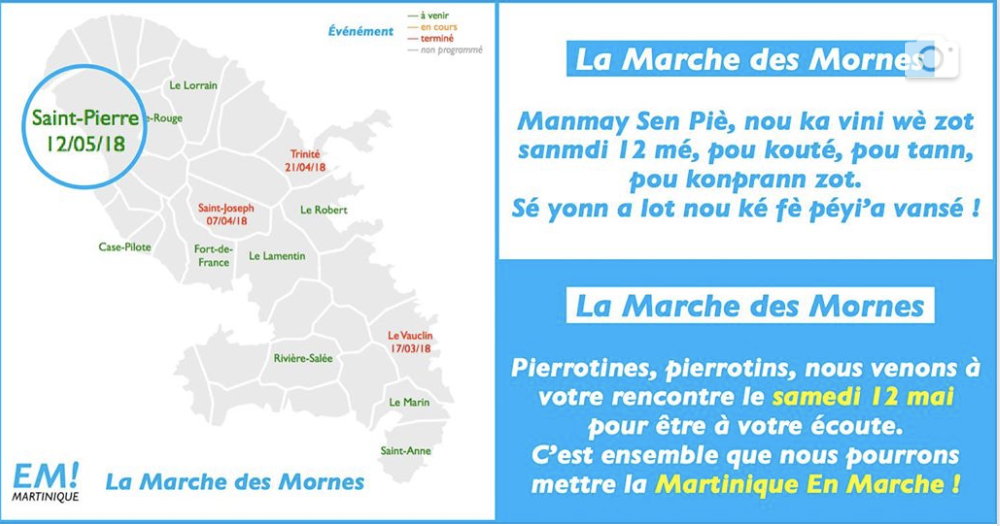 Événement
à venir
en cours
terminé
non programmé
Le Lorrain
Saint-Pierre
12/05/18
e-Rouge
Trinité
21/04/18
Saint-Joseph
07/04/18
Le Robert
Case-Pilote
Fort-de-
France
Le Lamentin
Le Vauclin
17/03/18
Rivière-Salée
Le Marin
Saint-Anne
EM!
MARTINIQUE
La Marche des Mornes
La Marche des Mornes
Manmay Sen Piè, nou ka vini wè zot
sanmdi 12 mé, pou kouté, pou tann,
pou konprann zot.
Sé yonn a lot nou ké fè péyi’a vansé !
La Marche des Mornes
Pierrotines, pierrotins, nous venons à
votre rencontre le samedi 12 mai
pour être à votre écoute.
C’est ensemble que nous pourrons
mettre la Martinique En Marche !